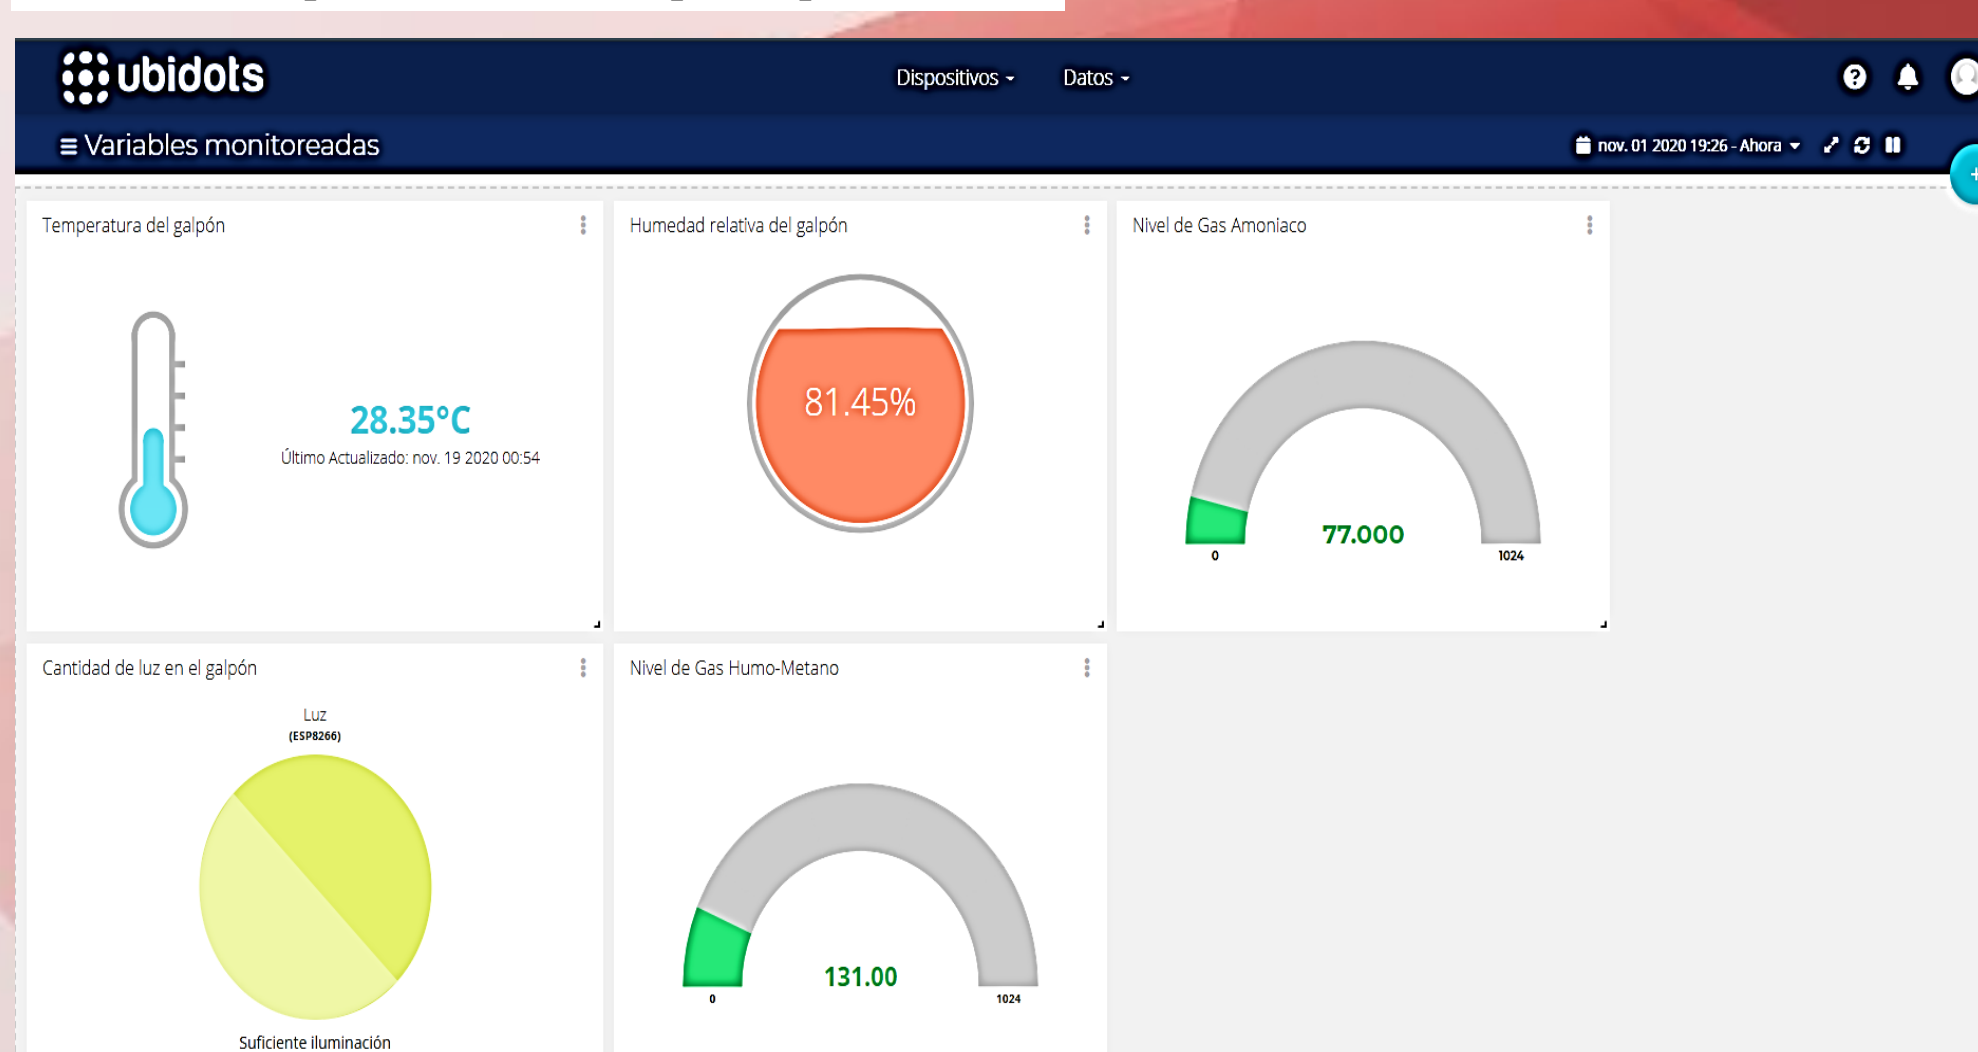 ubidots
Dispositivos
Datos
Variables monitoreadas
nov. 01 2020 19:26 - Ahora
Temperatura del galpón
28.35°C
Último Actualizado: nov. 19 2020 00:54
Humedad relativa del galpón
81.45%
Nivel de Gas Amoniaco
77.000
0
1024
Cantidad de luz en el galpón
Luz
(ESP8266)
Suficiente iluminación
Nivel de Gas Humo-Metano
131.00
0
1024